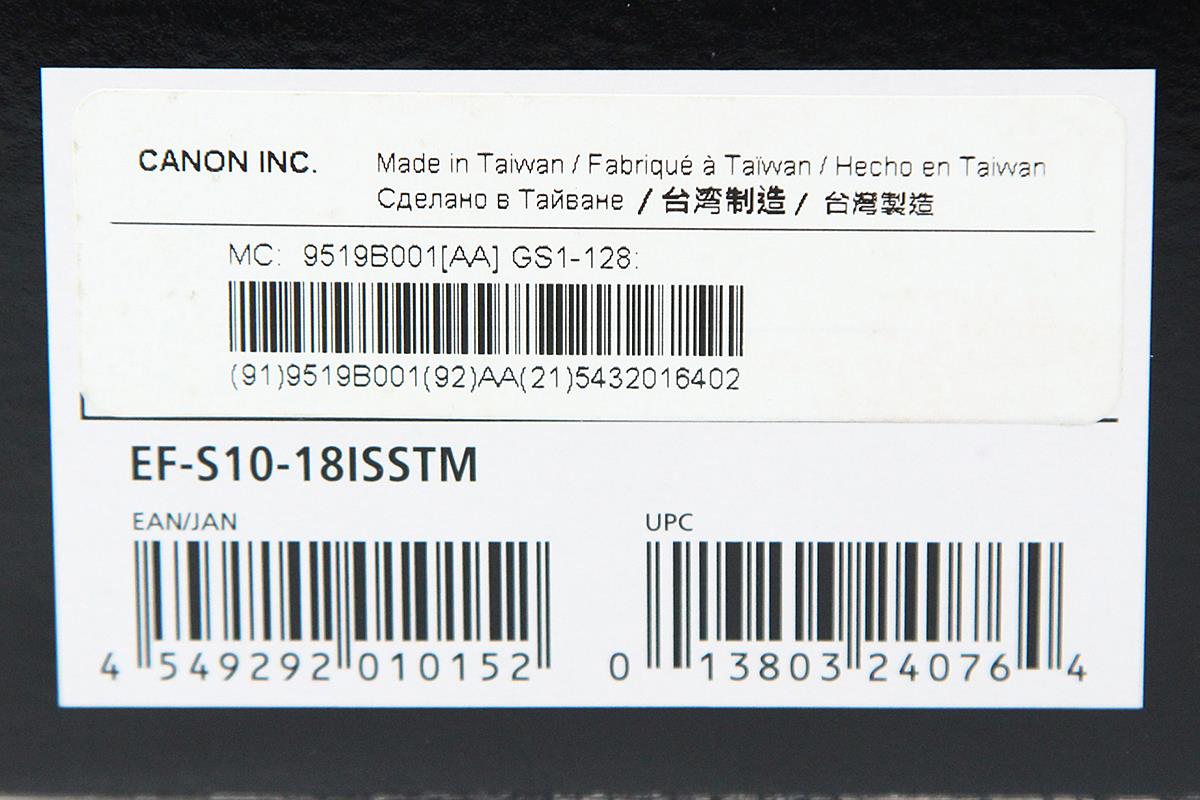 CANON INC. Made in Taiwan / Fabriqué à Taïwan / Hecho en Taiwan
Сделано в Тайване / 台湾制造 / 台灣製造
MC: 9519B001[AA] GS1-128:
(91)9519B001(92)AA(21)5432016402
EF-S10-18ISSTM
EAN/JAN UPC
4 549292 010152 0 13803 24076 4